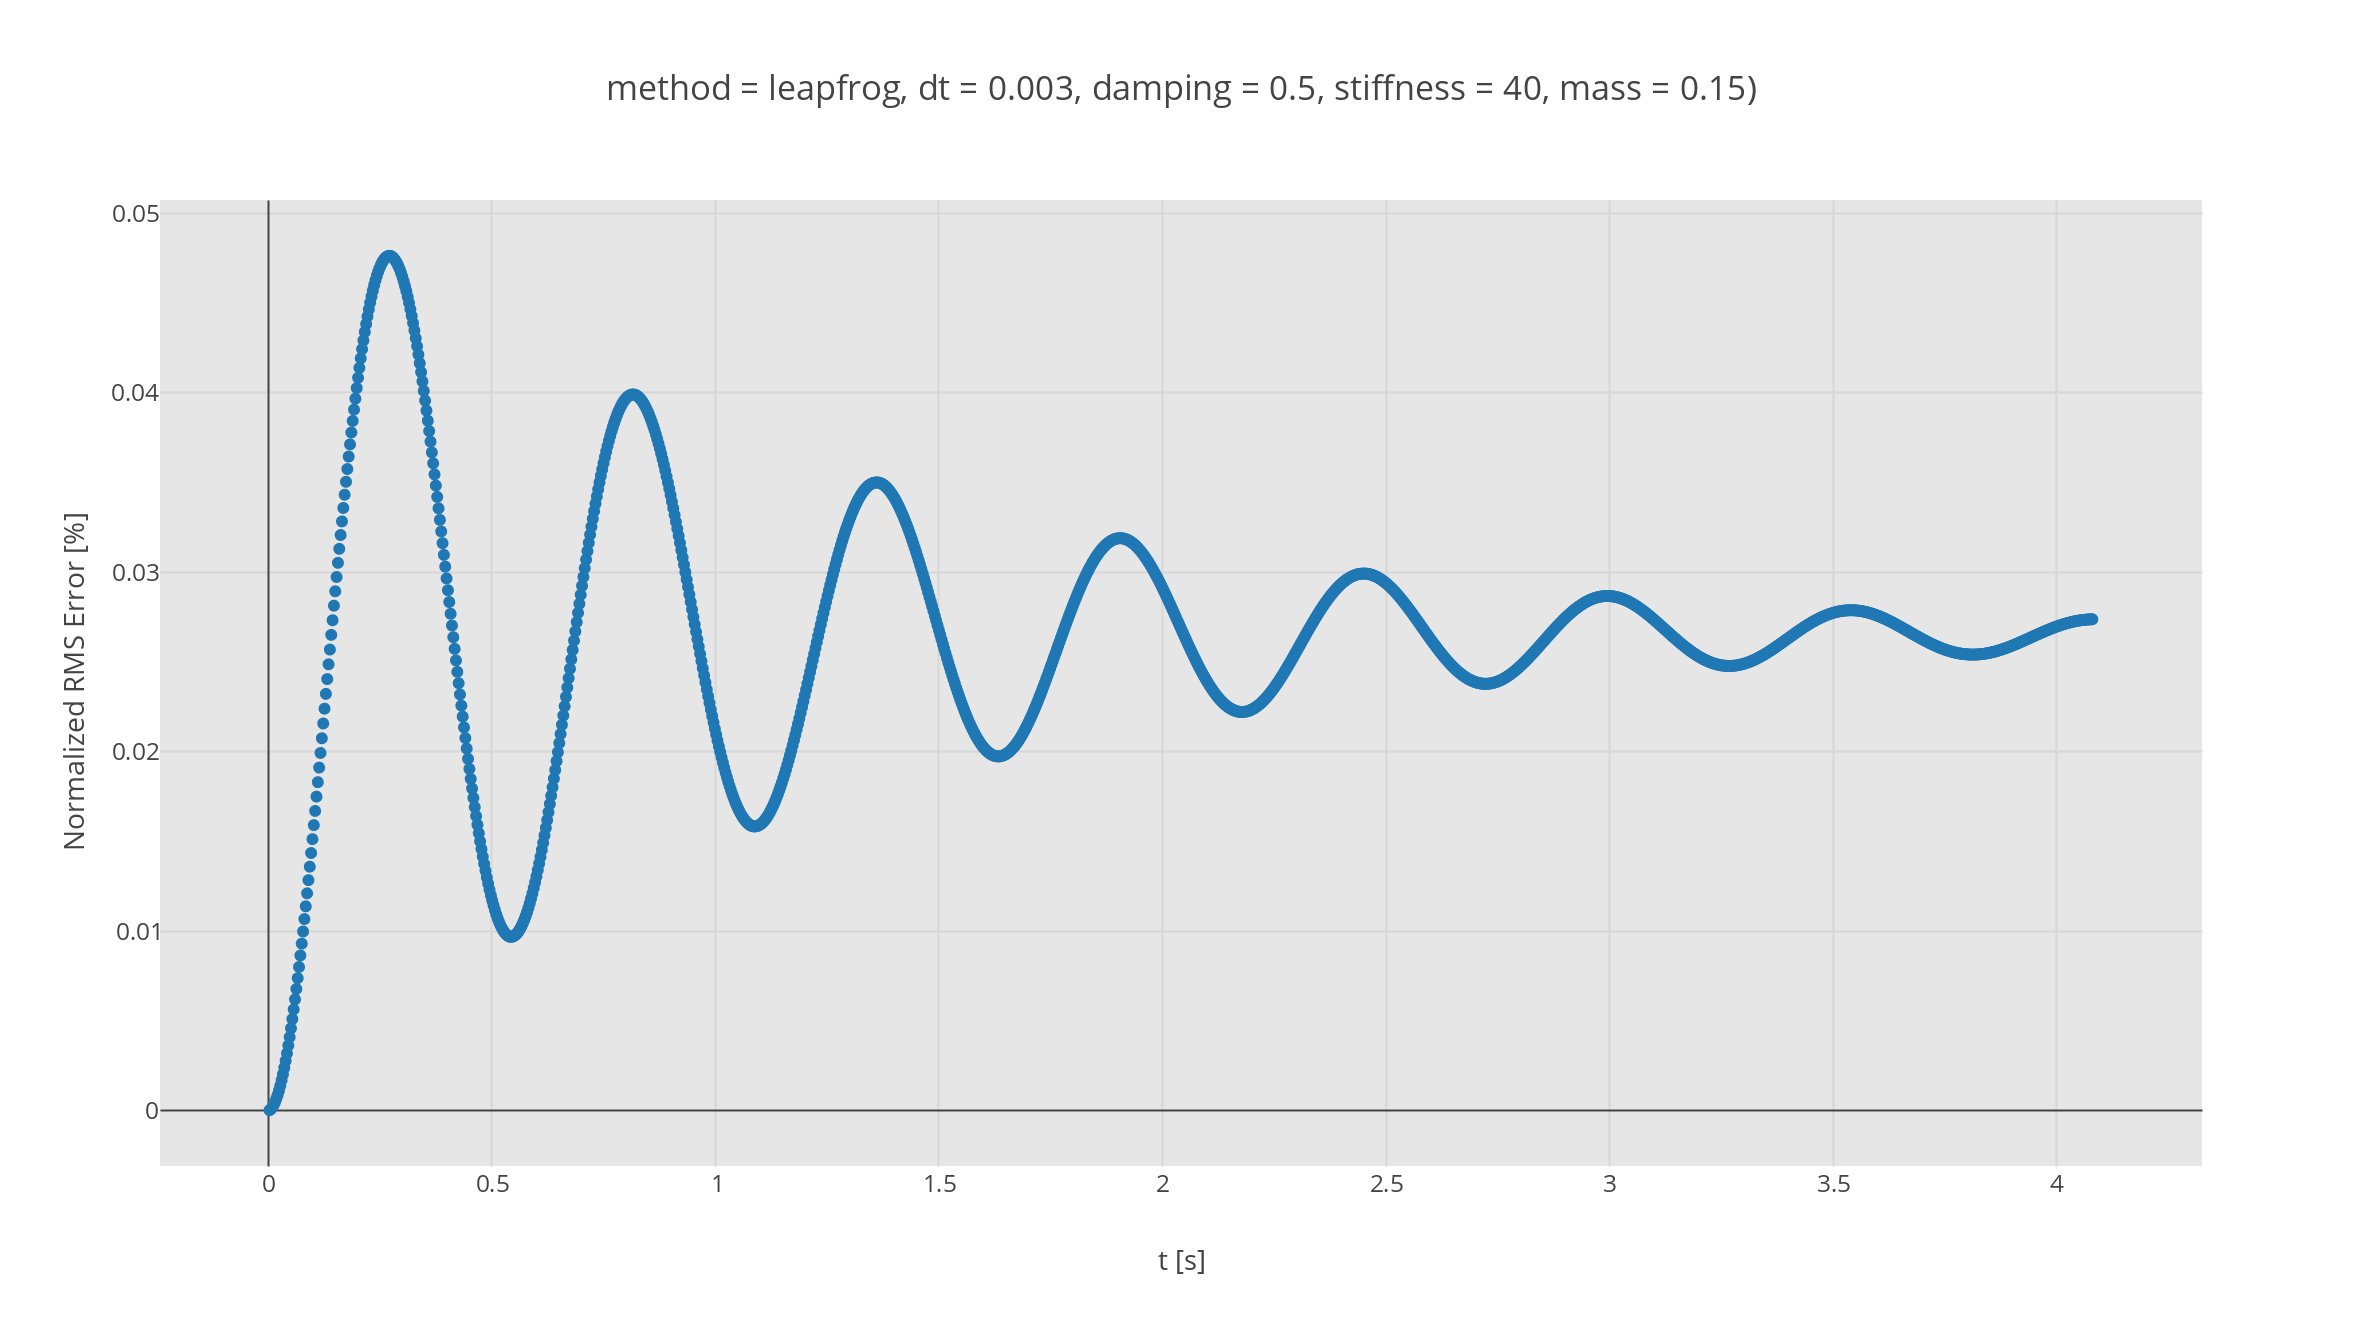 method = leapfrog, dt = 0.003, damping = 0.5, stiffness = 40, mass = 0.15)
0.05
0.04
0.03
0.02
0.01
0
Normalized RMS Error [%]
0 0.5 1 1.5 2 2.5 3 3.5 4
t [s]